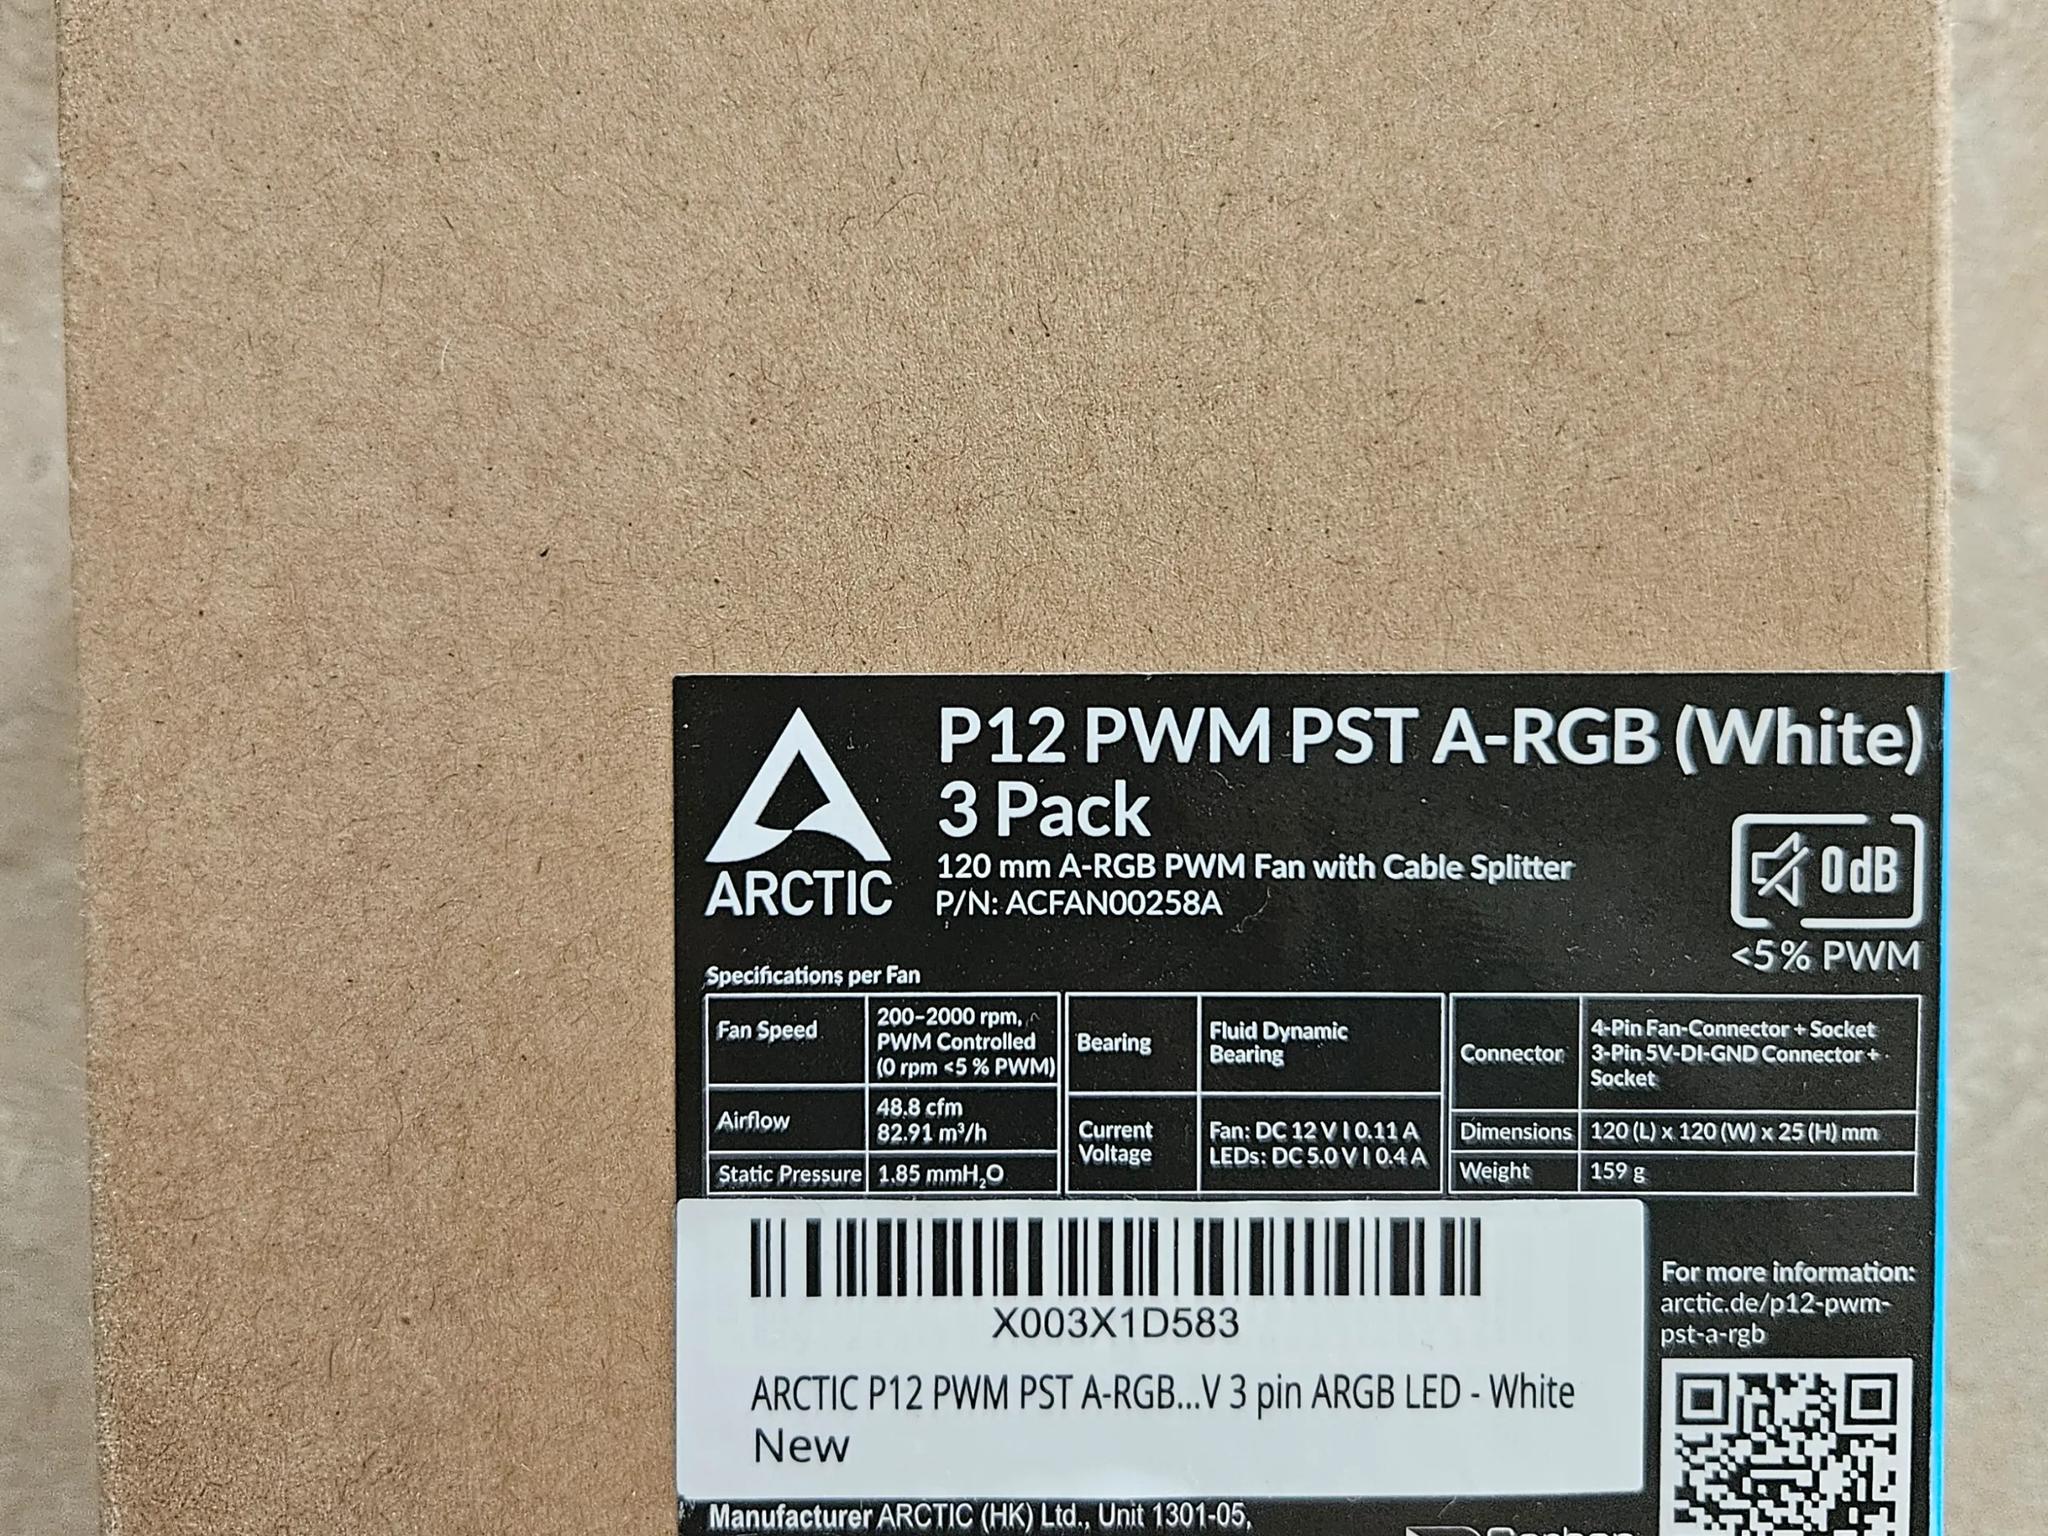 P12 PWM PST A-RGB (White)
3 Pack
120 mm A-RGB PWM Fan with Cable Splitter
P/N: ACFAN00258A
ARCTIC
0 dB
<5% PWM
Specifications per Fan
Fan Speed
200–2000 rpm,
PWM Controlled
(0 rpm <5 % PWM)
Airflow
48.8 cfm
82.91 m³/h
Static Pressure
1.85 mmH₂O
Bearing
Fluid Dynamic
Bearing
Current
Voltage
Fan: DC 12 V | 0.11 A
LEDs: DC 5.0 V | 0.4 A
Connector
4-Pin Fan-Connector + Socket
3-Pin 5V-DI-GND Connector +
Socket
Dimensions
120 (L) x 120 (W) x 25 (H) mm
Weight
159 g
X003X1D583
ARCTIC P12 PWM PST A-RGB...V 3 pin ARGB LED - White
New
For more information:
arctic.de/p12-pwm-
pst-a-rgb
Manufacturer ARCTIC (HK) Ltd., Unit 1301-05,